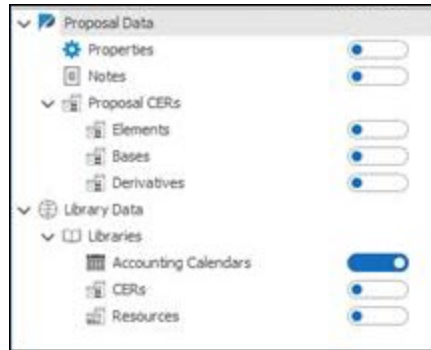 Proposal Data
Properties
Notes
Proposal CERs
Elements
Bases
Derivatives
Library Data
Libraries
Accounting Calendars
CERs
Resources